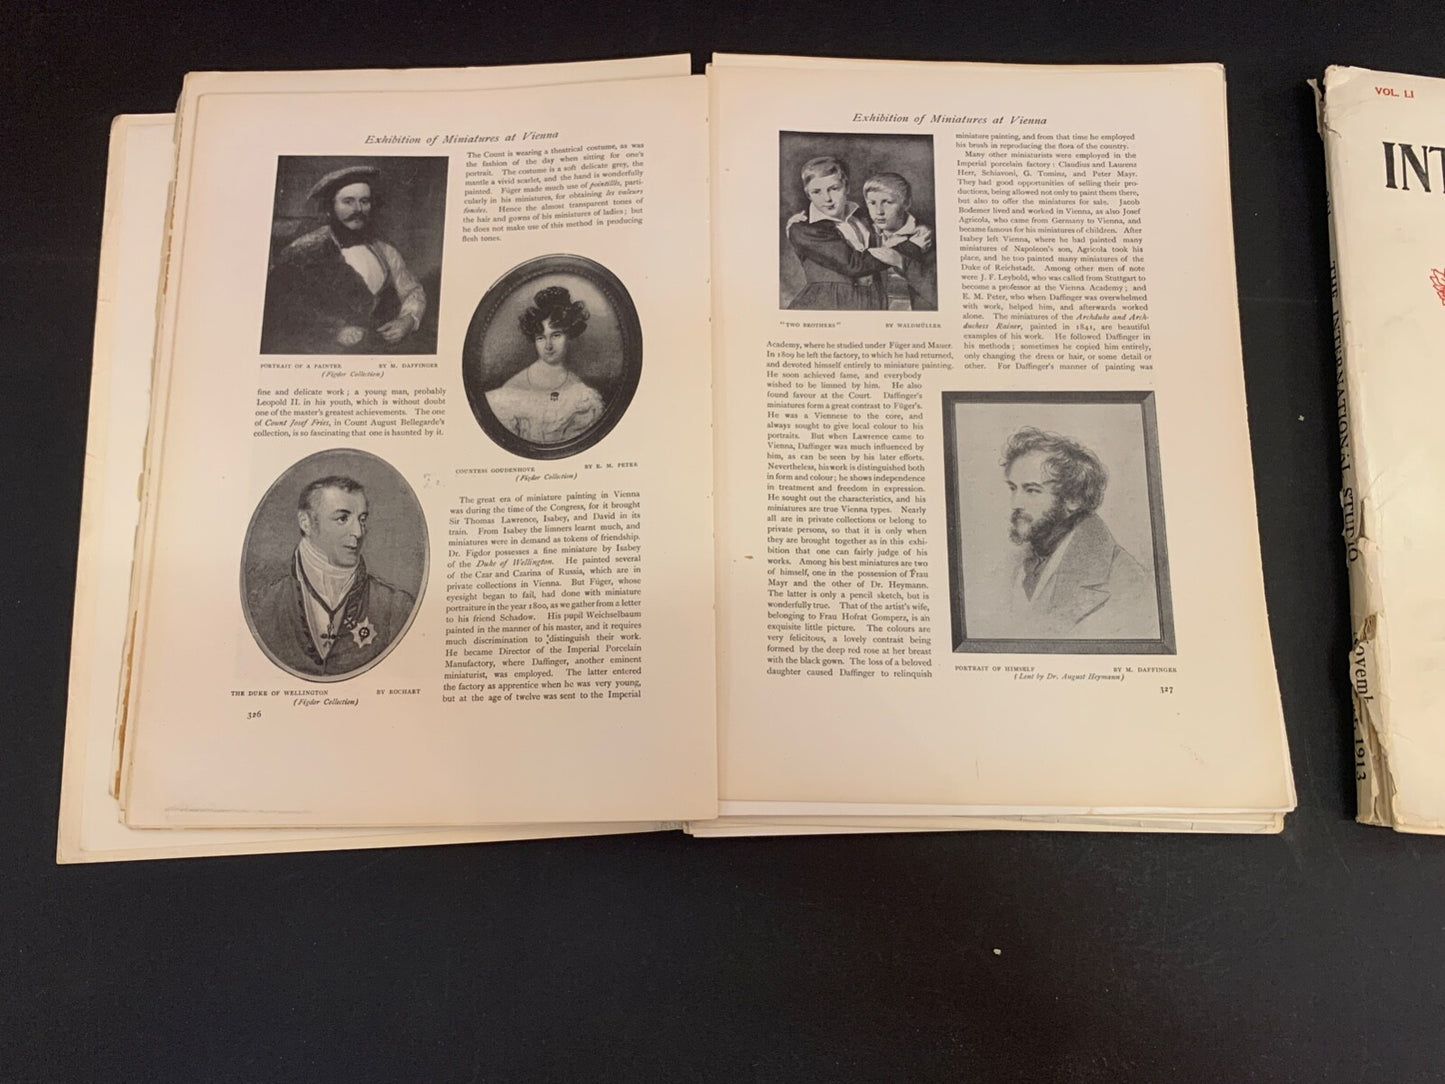 Exhibition of Miniatures at Vienna
PORTRAIT OF A PAINTER BY M. DAFFINGER
(Figdor Collection)
fine and delicate work; a young man, probably
Leopold II. in his youth, which is without doubt
one of the master's greatest achievements. The one
of Count Josef Fries, in Count August Bellegarde's
collection, is so fascinating that one is haunted by it.
THE DUKE OF WELLINGTON BY ROCHART
(Figdor Collection)
326
The Count is wearing a theatrical costume, as was
the fashion of the day when sitting for one's
portrait. The costume is a soft delicate grey, the
mantle a vivid scarlet, and the hand is wonderfully
painted. Füger made much use of pointillés, parti-
cularly in his miniatures, for obtaining les valeurs
foncées. Hence the almost transparent tones of
the hair and gowns of his miniatures of ladies; but
he does not make use of this method in producing
flesh tones.
COUNTESS GOUDENHOVE BY E. M. PETER
(Figdor Collection)
The great era of miniature painting in Vienna
was during the time of the Congress, for it brought
Sir Thomas Lawrence, Isabey, and David in its
train. From Isabey the limners learnt much, and
miniatures were in demand as tokens of friendship.
Dr. Figdor possesses a fine miniature by Isabey
of the Duke of Wellington. He painted several
of the Czar and Czarina of Russia, which are in
private collections in Vienna. But Füger, whose
eyesight began to fail, had done with miniature
portraiture in the year 1800, as we gather from a letter
to his friend Schadow. His pupil Weichselbaum
painted in the manner of his master, and it requires
much discrimination to distinguish their work.
He became Director of the Imperial Porcelain
Manufactory, where Daffinger, another eminent
miniaturist, was employed. The latter entered
the factory as apprentice when he was very young,
but at the age of twelve was sent to the Imperial
Exhibition of Miniatures at Vienna
"TWO BROTHERS" BY WALDMÜLLER
Academy, where he studied under Füger and Maurer.
In 1809 he left the factory, to which he had returned,
and devoted himself entirely to miniature painting.
He soon achieved fame, and everybody
wished to be limned by him. He also
found favour at the Court. Daffinger's
miniatures form a great contrast to Füger's.
He was a Viennese to the core, and
always sought to give local colour to his
portraits. But when Lawrence came to
Vienna, Daffinger was much influenced by
him, as can be seen by his later efforts.
Nevertheless, his work is distinguished both
in form and colour; he shows independence
in treatment and freedom in expression.
He sought out the characteristics, and his
miniatures are true Vienna types. Nearly
all are in private collections or belong to
private persons, so that it is only when
they are brought together as in this exhi-
bition that one can fairly judge of his
works. Among his best miniatures are two
of himself, one in the possession of Frau
Mayr and the other of Dr. Heymann.
The latter is only a pencil sketch, but is
wonderfully true. That of the artist's wife,
belonging to Frau Hofrat Gomperz, is an
exquisite little picture. The colours are
very felicitous, a lovely contrast being
formed by the deep red rose at her breast
with the black gown. The loss of a beloved
daughter caused Daffinger to relinquish
miniature painting, and from that time he employed
his brush in reproducing the flora of the country.
Many other miniaturists were employed in the
Imperial porcelain factory: Claudius and Laurenz
Herr, Schiavoni, G. Tominz, and Peter Mayr.
They had good opportunities of selling their pro-
ductions, being allowed not only to paint them there,
but also to offer the miniatures for sale. Jacob
Bodemer lived and worked in Vienna, as also Josef
Agricola, who came from Germany to Vienna, and
became famous for his miniatures of children. After
Isabey left Vienna, where he had painted many
miniatures of Napoleon's son, Agricola took his
place, and he too painted many miniatures of the
Duke of Reichstadt. Among other men of note
were J. F. Leybold, who was called from Stuttgart to
become a professor at the Vienna Academy; and
E. M. Peter, who when Daffinger was overwhelmed
with work, helped him, and afterwards worked
alone. The miniatures of the Archduke and Arch-
duchess Rainer, painted in 1841, are beautiful
examples of his work. He followed Daffinger in
his methods; sometimes he copied him entirely,
only changing the dress or hair, or some detail or
other. For Daffinger's manner of painting was
PORTRAIT OF HIMSELF BY M. DAFFINGER
(Lent by Dr. August Heymann)
327
VOL. LI
INT
THE INTERNATIONAL STUDIO
1913